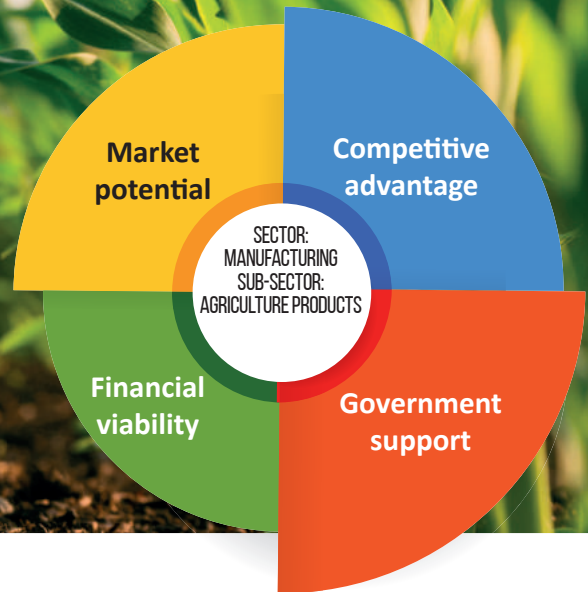 Market
potential
Competitive
advantage
SECTOR:
MANUFACTURING
SUB-SECTOR:
AGRICULTURE PRODUCTS
Financial
viability
Government
support